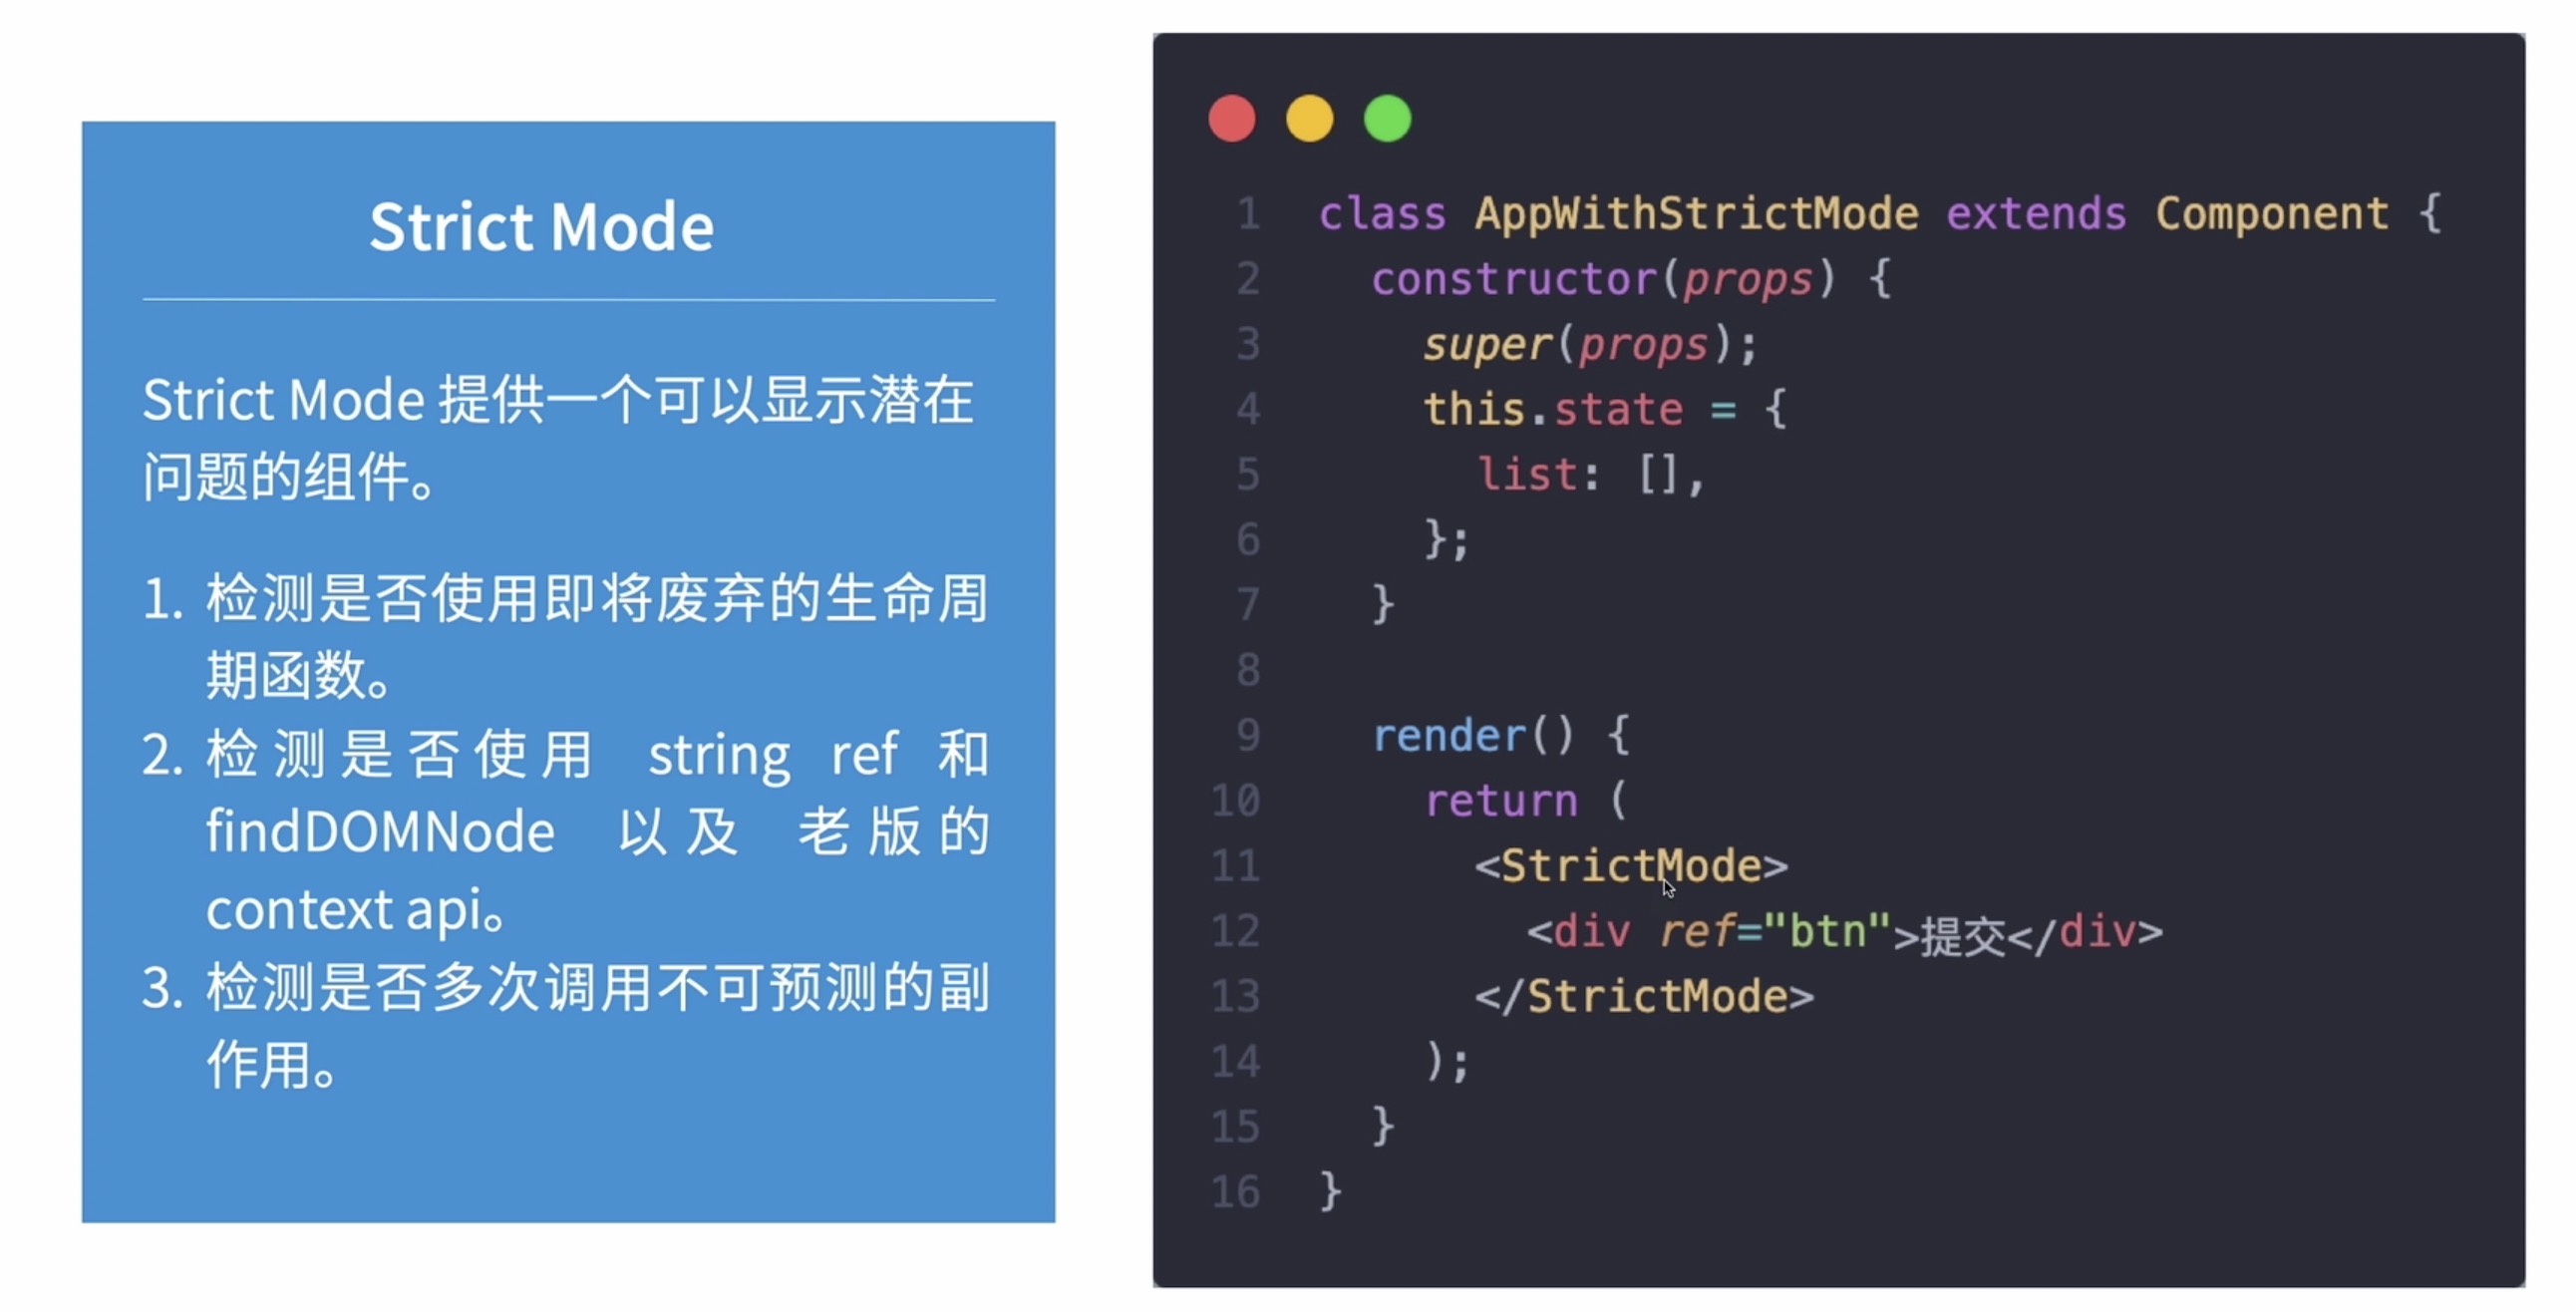 Strict Mode
Strict Mode 提供一个可以显示潜在
问题的组件。
1. 检测是否使用即将废弃的生命周
期函数。
2. 检测是否使用 string ref 和
findDOMNode 以及 老版的
context api。
3. 检测是否多次调用不可预测的副
作用。
1 class AppWithStrictMode extends Component {
2 constructor(props) {
3 super(props);
4 this.state = {
5 list: [],
6 };
7 }
8
9 render() {
10 return (
11 <StrictMode>
12 <div ref="btn">提交</div>
13 </StrictMode>
14 );
15 }
16 }